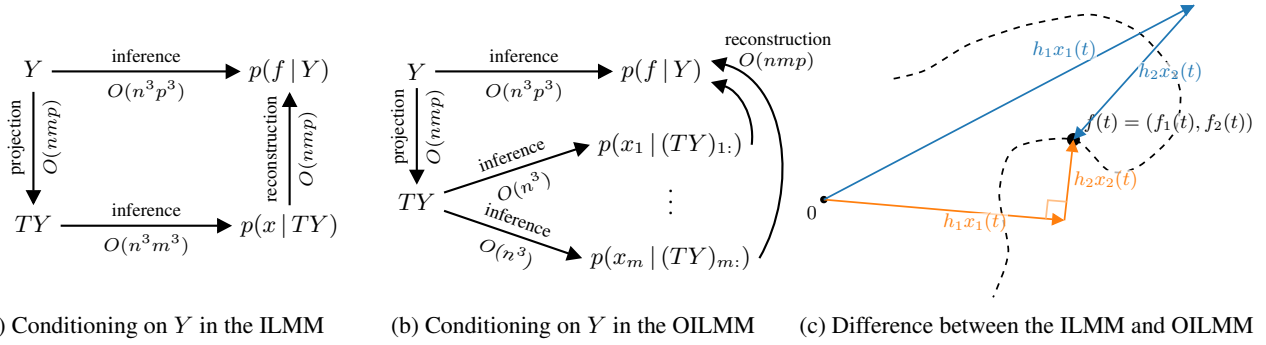 Y
inference
O(n³p³)
p(f | Y)
projection
O(nmp)
reconstruction
O(nmp)
TY
inference
O(n³m³)
p(x | TY)
) Conditioning on Y in the ILMM
Y
inference
O(n³p³)
p(f | Y)
reconstruction
O(nmp)
projection
O(nmp)
TY
inference
O(n³)
p(x₁ | (TY)₁:)
⋮
inference
O(n³)
p(xₘ | (TY)ₘ:)
(b) Conditioning on Y in the OILMM
h₁x₁(t)
h₂x₂(t)
f(t) = (f₁(t), f₂(t))
h₂x₂(t)
0
h₁x₁(t)
(c) Difference between the ILMM and OILMM